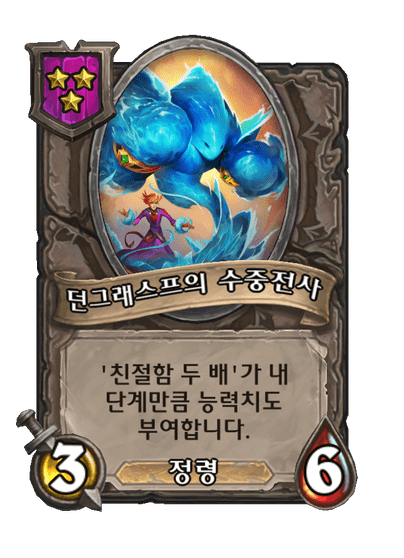 던그래스프의 수중전사
'친절함 두 배'가 내
단계만큼 능력치도
부여합니다.
3
정령
6